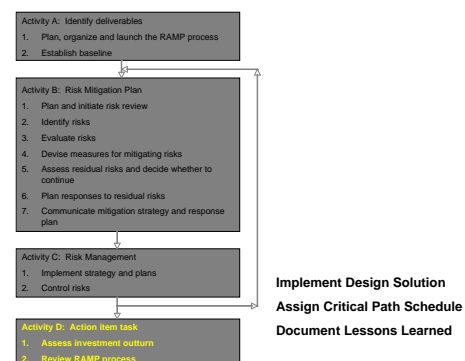 Activity A: Identify deliverables
1. Plan, organize and launch the RAMP process
2. Establish baseline
Activity B: Risk Mitigation Plan
1. Plan and initiate risk review
2. Identify risks
3. Evaluate risks
4. Devise measures for mitigating risks
5. Assess residual risks and decide whether to
continue
6. Plan responses to residual risks
7. Communicate mitigation strategy and response
plan
Activity C: Risk Management
1. Implement strategy and plans
2. Control risks
Implement Design Solution
Assign Critical Path Schedule
Document Lessons Learned
Activity D: Action item task
1. Assess investment outturn
2. Review RAMP process